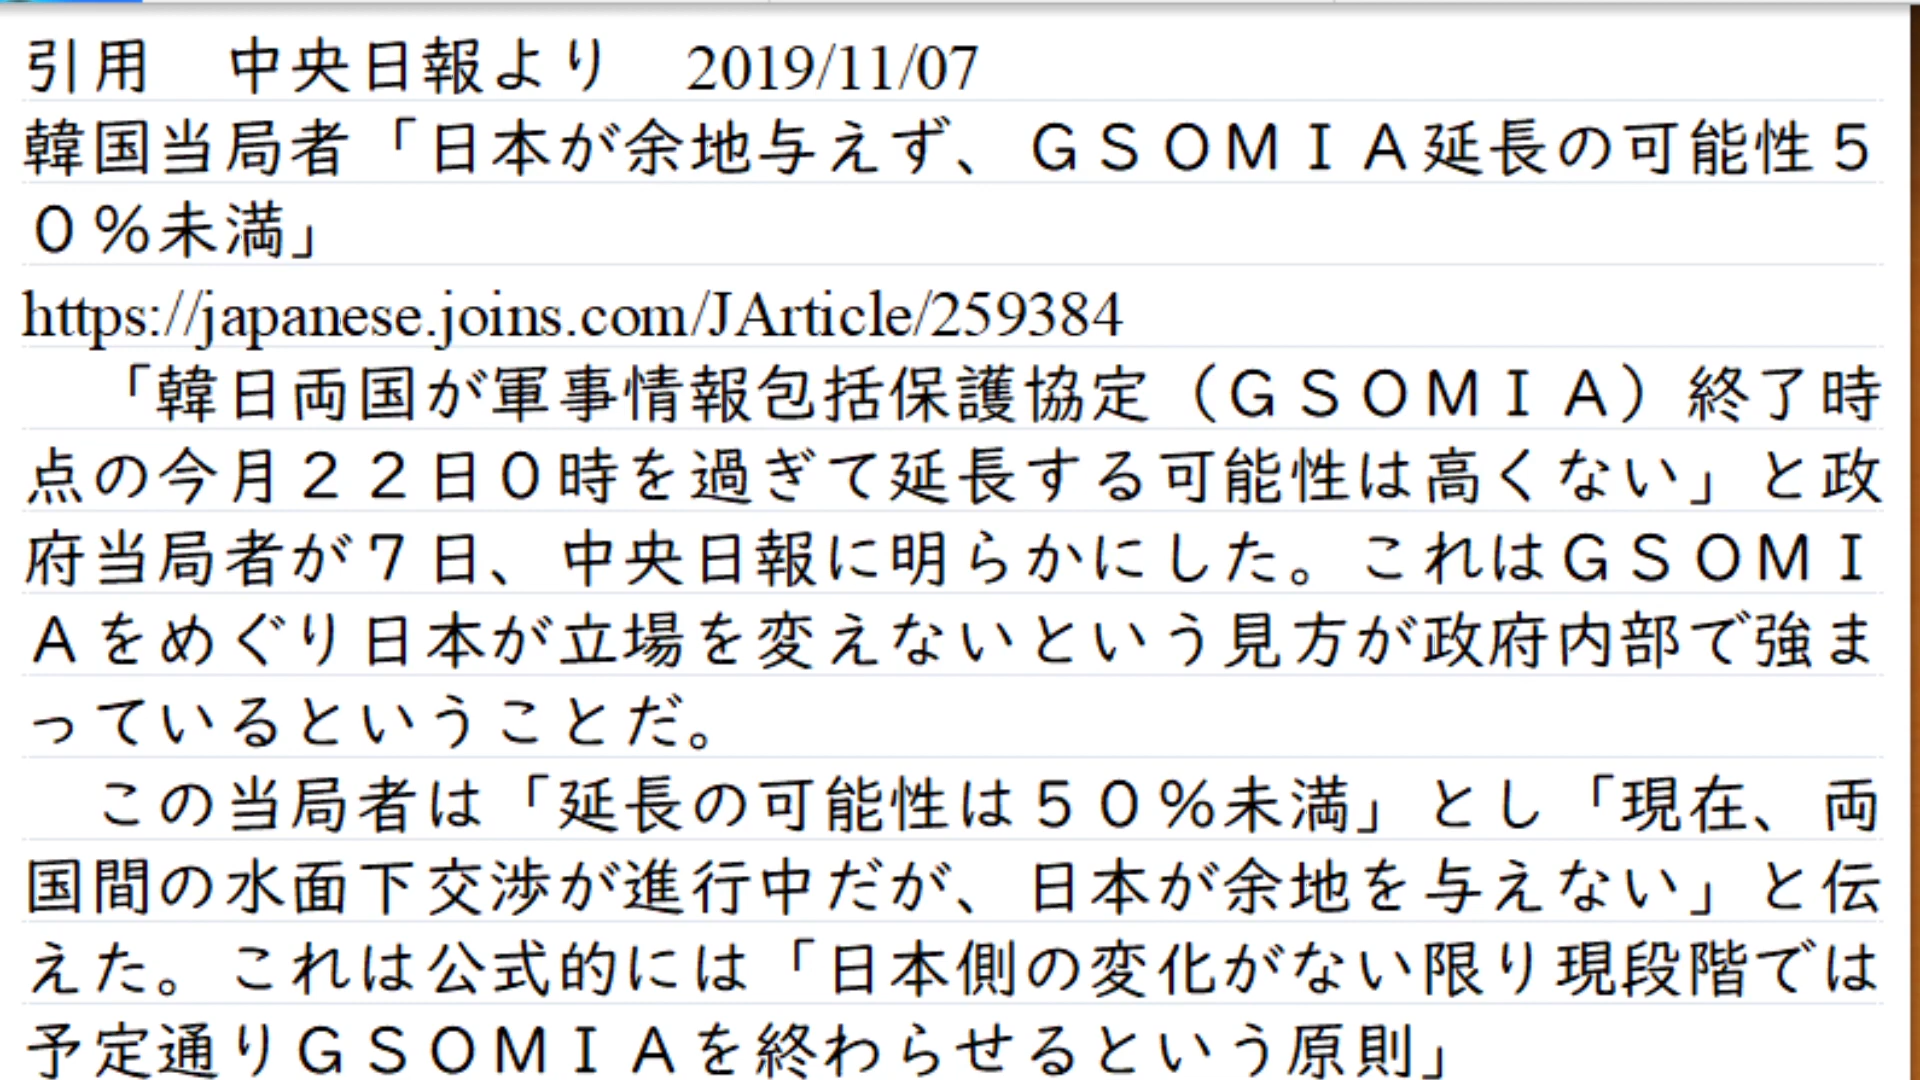 引用　中央日報より　2019/11/07
韓国当局者「日本が余地与えず、ＧＳＯＭＩＡ延長の可能性５
０％未満」
https://japanese.joins.com/JArticle/259384
　「韓日両国が軍事情報包括保護協定（ＧＳＯＭＩＡ）終了時
点の今月２２日０時を過ぎて延長する可能性は高くない」と政
府当局者が７日、中央日報に明らかにした。これはＧＳＯＭＩ
Ａをめぐり日本が立場を変えないという見方が政府内部で強ま
っているということだ。
　この当局者は「延長の可能性は５０％未満」とし「現在、両
国間の水面下交渉が進行中だが、日本が余地を与えない」と伝
えた。これは公式的には「日本側の変化がない限り現段階では
予定通りＧＳＯＭＩＡを終わらせるという原則」